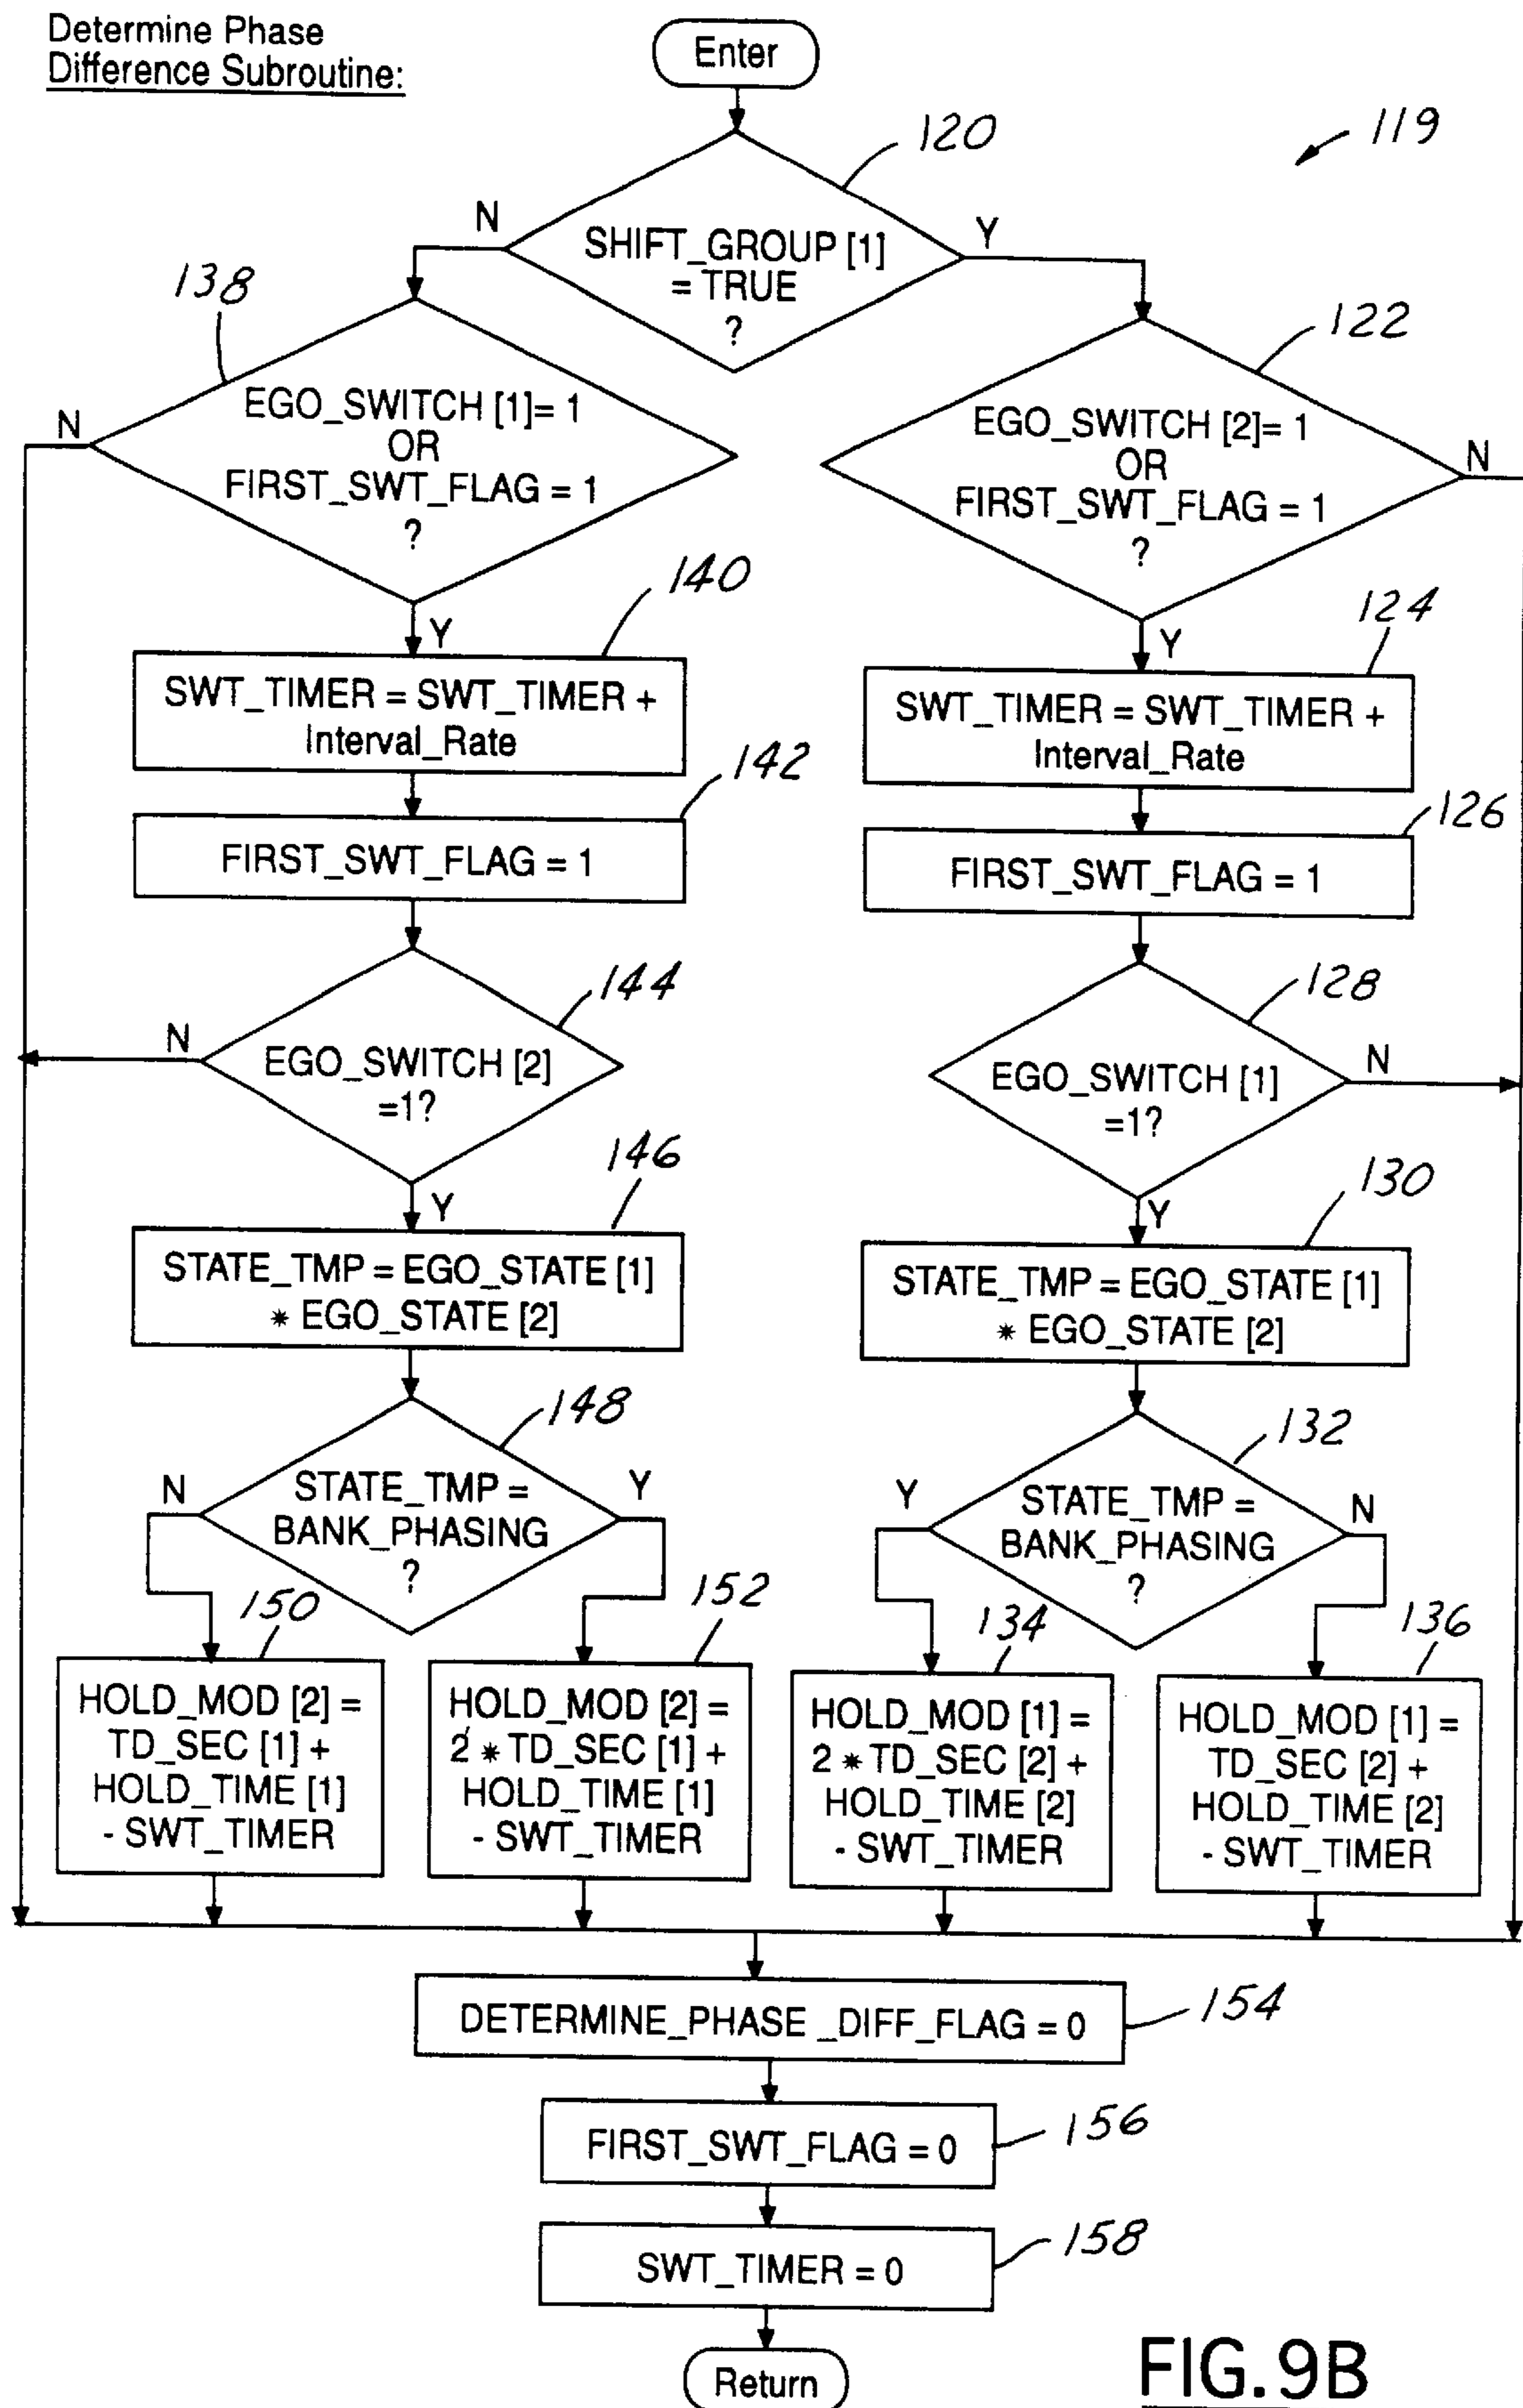 Determine Phase
Difference Subroutine:
Enter
119
120
N
Y
SHIFT_GROUP [1]
= TRUE
?
138
122
N
EGO_SWITCH [1]= 1
OR
FIRST_SWT_FLAG = 1
?
EGO_SWITCH [2]= 1
OR
FIRST_SWT_FLAG = 1
?
N
Y
140
Y
124
SWT_TIMER = SWT_TIMER +
Interval_Rate
SWT_TIMER = SWT_TIMER +
Interval_Rate
142
126
FIRST_SWT_FLAG = 1
FIRST_SWT_FLAG = 1
144
128
N
EGO_SWITCH [2]
=1?
EGO_SWITCH [1]
=1?
N
Y
146
Y
130
STATE_TMP = EGO_STATE [1]
* EGO_STATE [2]
STATE_TMP = EGO_STATE [1]
* EGO_STATE [2]
148
132
N
STATE_TMP =
BANK_PHASING
?
Y
Y
STATE_TMP =
BANK_PHASING
?
N
150
152
134
136
HOLD_MOD [2] =
TD_SEC [1] +
HOLD_TIME [1]
- SWT_TIMER
HOLD_MOD [2] =
2 * TD_SEC [1] +
HOLD_TIME [1]
- SWT_TIMER
HOLD_MOD [1] =
2 * TD_SEC [2] +
HOLD_TIME [2]
- SWT_TIMER
HOLD_MOD [1] =
TD_SEC [2] +
HOLD_TIME [2]
- SWT_TIMER
DETERMINE_PHASE _DIFF_FLAG = 0
154
FIRST_SWT_FLAG = 0
156
SWT_TIMER = 0
158
Return
FIG.9B